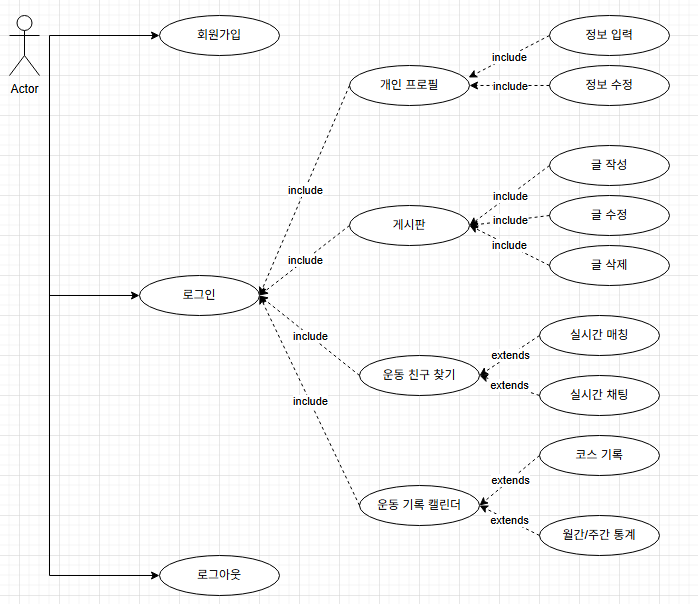 Actor
회원가입
정보 입력
include
개인 프로필
include
정보 수정
include
글 작성
include
게시판
include
글 수정
include
include
글 삭제
로그인
include
실시간 매칭
extends
운동 친구 찾기
extends
실시간 채팅
include
코스 기록
extends
운동 기록 캘린더
extends
월간/주간 통계
로그아웃